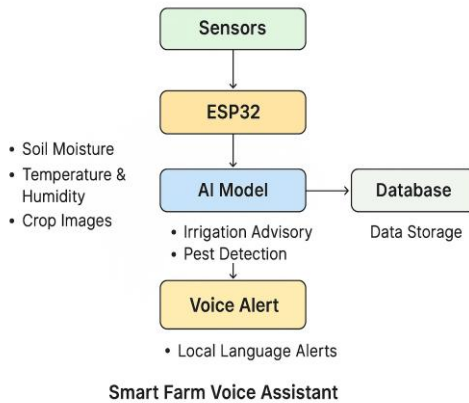 Sensors
ESP32
• Soil Moisture
• Temperature &
Humidity
• Crop Images
AI Model
Database
• Irrigation Advisory
• Pest Detection
Data Storage
Voice Alert
• Local Language Alerts
Smart Farm Voice Assistant